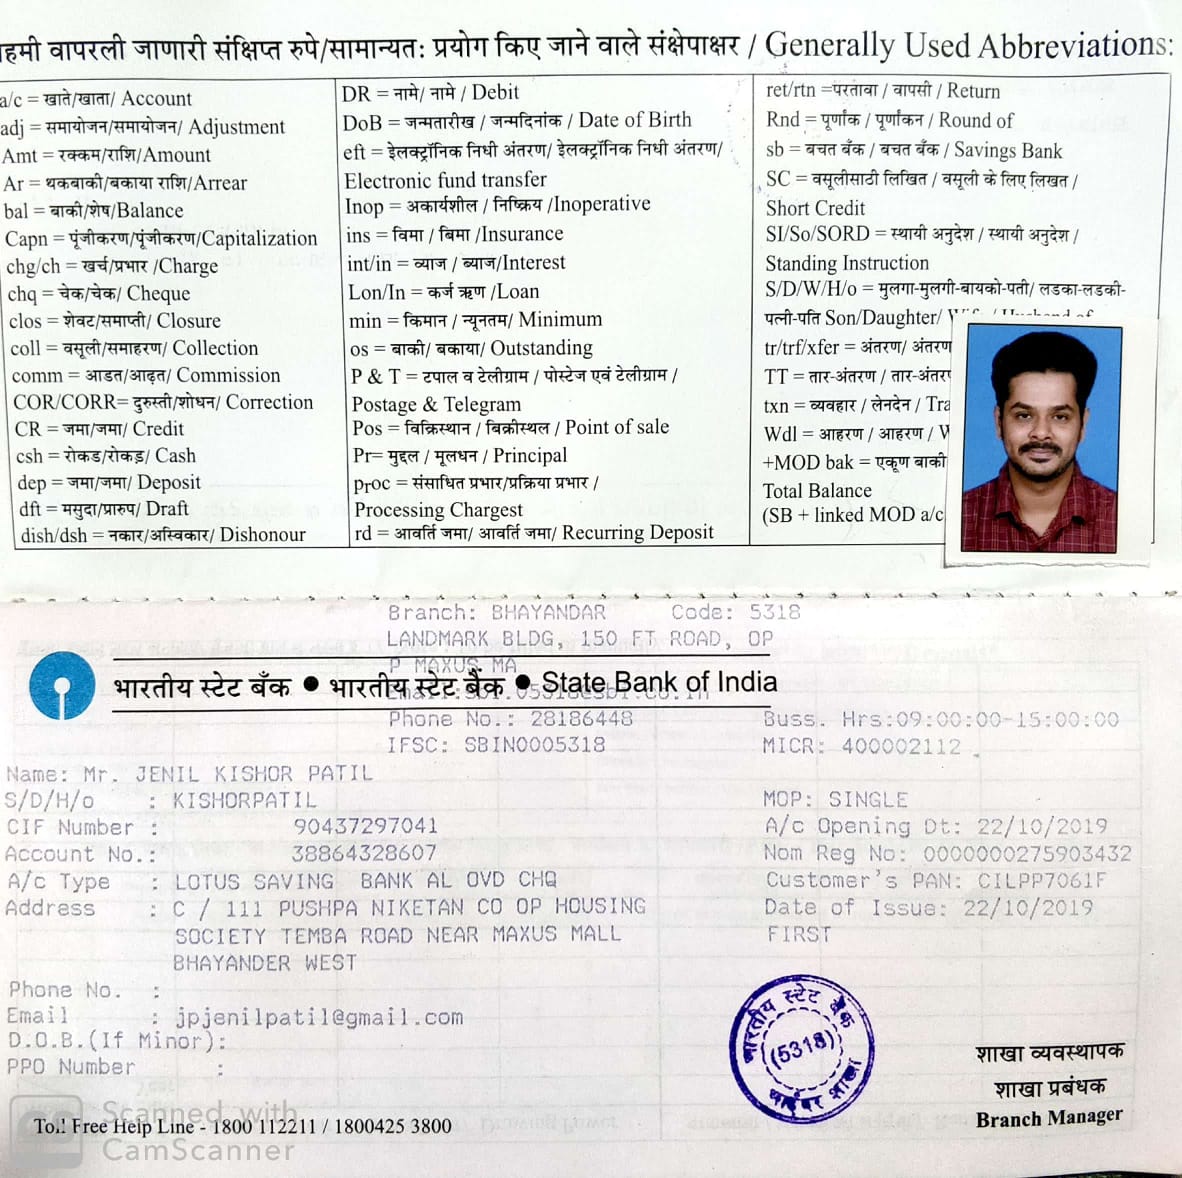 हमी वापरली जाणारी संक्षिप्त रुपे/सामान्यत: प्रयोग किए जाने वाले संक्षेपाक्षर / Generally Used Abbreviations:
a/c = खाते/खाता/ Account
adj = समायोजन/समायोजन/ Adjustment
Amt = रक्कम/राशि/Amount
Ar = थकबाकी/बकाया राशि/Arrear
bal = बाकी/शेष/Balance
Capn = पूंजीकरण/पूंजीकरण/Capitalization
chg/ch = खर्च/प्रभार /Charge
chq = चेक/चेक/ Cheque
clos = शेवट/समाप्ती/ Closure
coll = वसूली/समाहरण/ Collection
comm = आडत/आढ़त/ Commission
COR/CORR= दुरुस्ती/शोधन/ Correction
CR = जमा/जमा/ Credit
csh = रोकड/रोकड़/ Cash
dep = जमा/जमा/ Deposit
dft = मसुदा/प्रारुप/ Draft
dish/dsh = नकार/अस्विकार/ Dishonour
DR = नामे/ नामे / Debit
DoB = जन्मतारीख / जन्मदिनांक / Date of Birth
eft = इेलक्ट्रॉनिक निधी अंतरण/ इेलक्ट्रॉनिक निधी अंतरण/
Electronic fund transfer
Inop = अकार्यशील / निष्क्रिय /Inoperative
ins = विमा / बिमा /Insurance
int/in = व्याज / ब्याज/Interest
Lon/In = कर्ज ऋण /Loan
min = किमान / न्यूनतम/ Minimum
os = बाकी/ बकाया/ Outstanding
P & T = टपाल व टेलीग्राम / पोस्टेज एवं टेलीग्राम /
Postage & Telegram
Pos = विक्रिस्थान / बिक्रीस्थल / Point of sale
Pr= मुद्दल / मूलधन / Principal
proc = संसाधित प्रभार/प्रक्रिया प्रभार /
Processing Chargest
rd = आवर्ति जमा/ आवर्ति जमा/ Recurring Deposit
ret/rtn =परतावा / वापसी / Return
Rnd = पूर्णांक / पूर्णांकन / Round of
sb = बचत बँक / बचत बैंक / Savings Bank
SC = वसूलीसाठी लिखित / वसूली के लिए लिखत /
Short Credit
SI/So/SORD = स्थायी अनुदेश / स्थायी अनुदेश /
Standing Instruction
S/D/W/H/o = मुलगा-मुलगी-बायको-पती/ लडका-लडकी-
पत्नी-पति Son/Daughter/
tr/trf/xfer = अंतरण/ अंतरण
TT = तार-अंतरण / तार-अंतर
txn = व्यवहार / लेनदेन / Tra
Wdl = आहरण / आहरण /
+MOD bak = एकूण बाकी
Total Balance
(SB + linked MOD a/c
Branch: BHAYANDAR Code: 5318
LANDMARK BLDG, 150 FT ROAD, OP
P MAXUS MA
भारतीय स्टेट बँक ● भारतीय स्टेट बैंक ● State Bank of India
Email:sbi.05318@sbi.co.in
Phone No.: 28186448 Buss. Hrs:09:00:00-15:00:00
IFSC: SBIN0005318 MICR: 400002112
Name: Mr. JENIL KISHOR PATIL
S/D/H/o : KISHORPATIL MOP: SINGLE
CIF Number : 90437297041 A/c Opening Dt: 22/10/2019
Account No.: 38864328607 Nom Reg No: 0000000275903432
A/c Type : LOTUS SAVING BANK AL OVD CHQ Customer's PAN: CILPP7061F
Address : C / 111 PUSHPA NIKETAN CO OP HOUSING Date of Issue: 22/10/2019
SOCIETY TEMBA ROAD NEAR MAXUS MALL FIRST
BHAYANDER WEST
Phone No. :
Email : jpjenilpatil@gmail.com
D.O.B.(If Minor):
PPO Number :
भारतीय स्टेट बैंक
(5318)
भाईंदर शाखा
शाखा व्यवस्थापक
शाखा प्रबंधक
Branch Manager
Toll Free Help Line - 1800 112211 / 1800425 3800
CS Scanned with
CamScanner